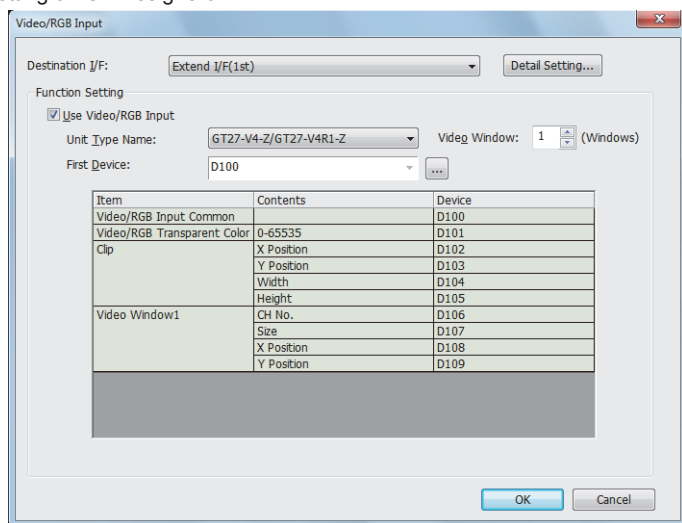 Video/RGB Input
Destination I/F: Extend I/F(1st) Detail Setting...
Function Setting
Use Video/RGB Input
Unit Type Name: GT27-V4-Z/GT27-V4R1-Z Video Window: 1 (Windows)
First Device: D100 ...
Item Contents Device
Video/RGB Input Common D100
Video/RGB Transparent Color 0-65535 D101
Clip X Position D102
Y Position D103
Width D104
Height D105
Video Window1 CH No. D106
Size D107
X Position D108
Y Position D109
OK Cancel